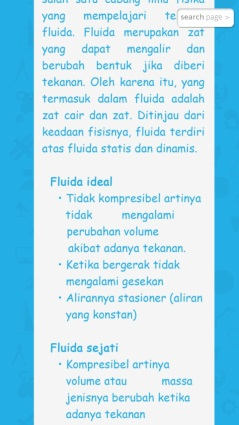 salah satu cabang ilmu fisika
yang mempelajari
search page »
fluida. Fluida merupakan zat
yang dapat mengalir dan
berubah bentuk jika diberi
tekanan. Oleh karena itu, yang
termasuk dalam fluida adalah
zat cair dan zat. Ditinjau dari
keadaan fisisnya, fluida terdiri
atas fluida statis dan dinamis.
Fluida ideal
• Tidak kompresibel artinya
tidak mengalami
perubahan volume
akibat adanya tekanan.
• Ketika bergerak tidak
mengalami gesekan
• Alirannya stasioner (aliran
yang konstan)
Fluida sejati
• Kompresibel artinya
volume atau massa
jenisnya berubah ketika
adanya tekanan